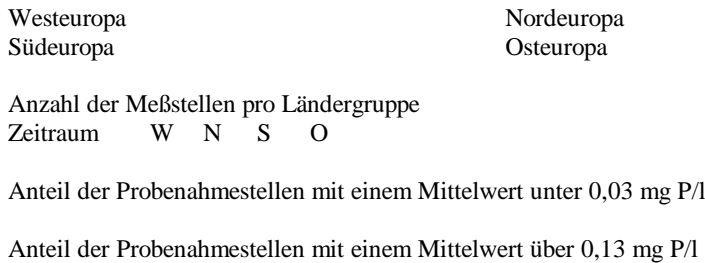 Westeuropa Nordeuropa
Südeuropa Osteuropa
Anzahl der Meßstellen pro Ländergruppe
Zeitraum W N S O
Anteil der Probenahmestellen mit einem Mittelwert unter 0,03 mg P/l
Anteil der Probenahmestellen mit einem Mittelwert über 0,13 mg P/l